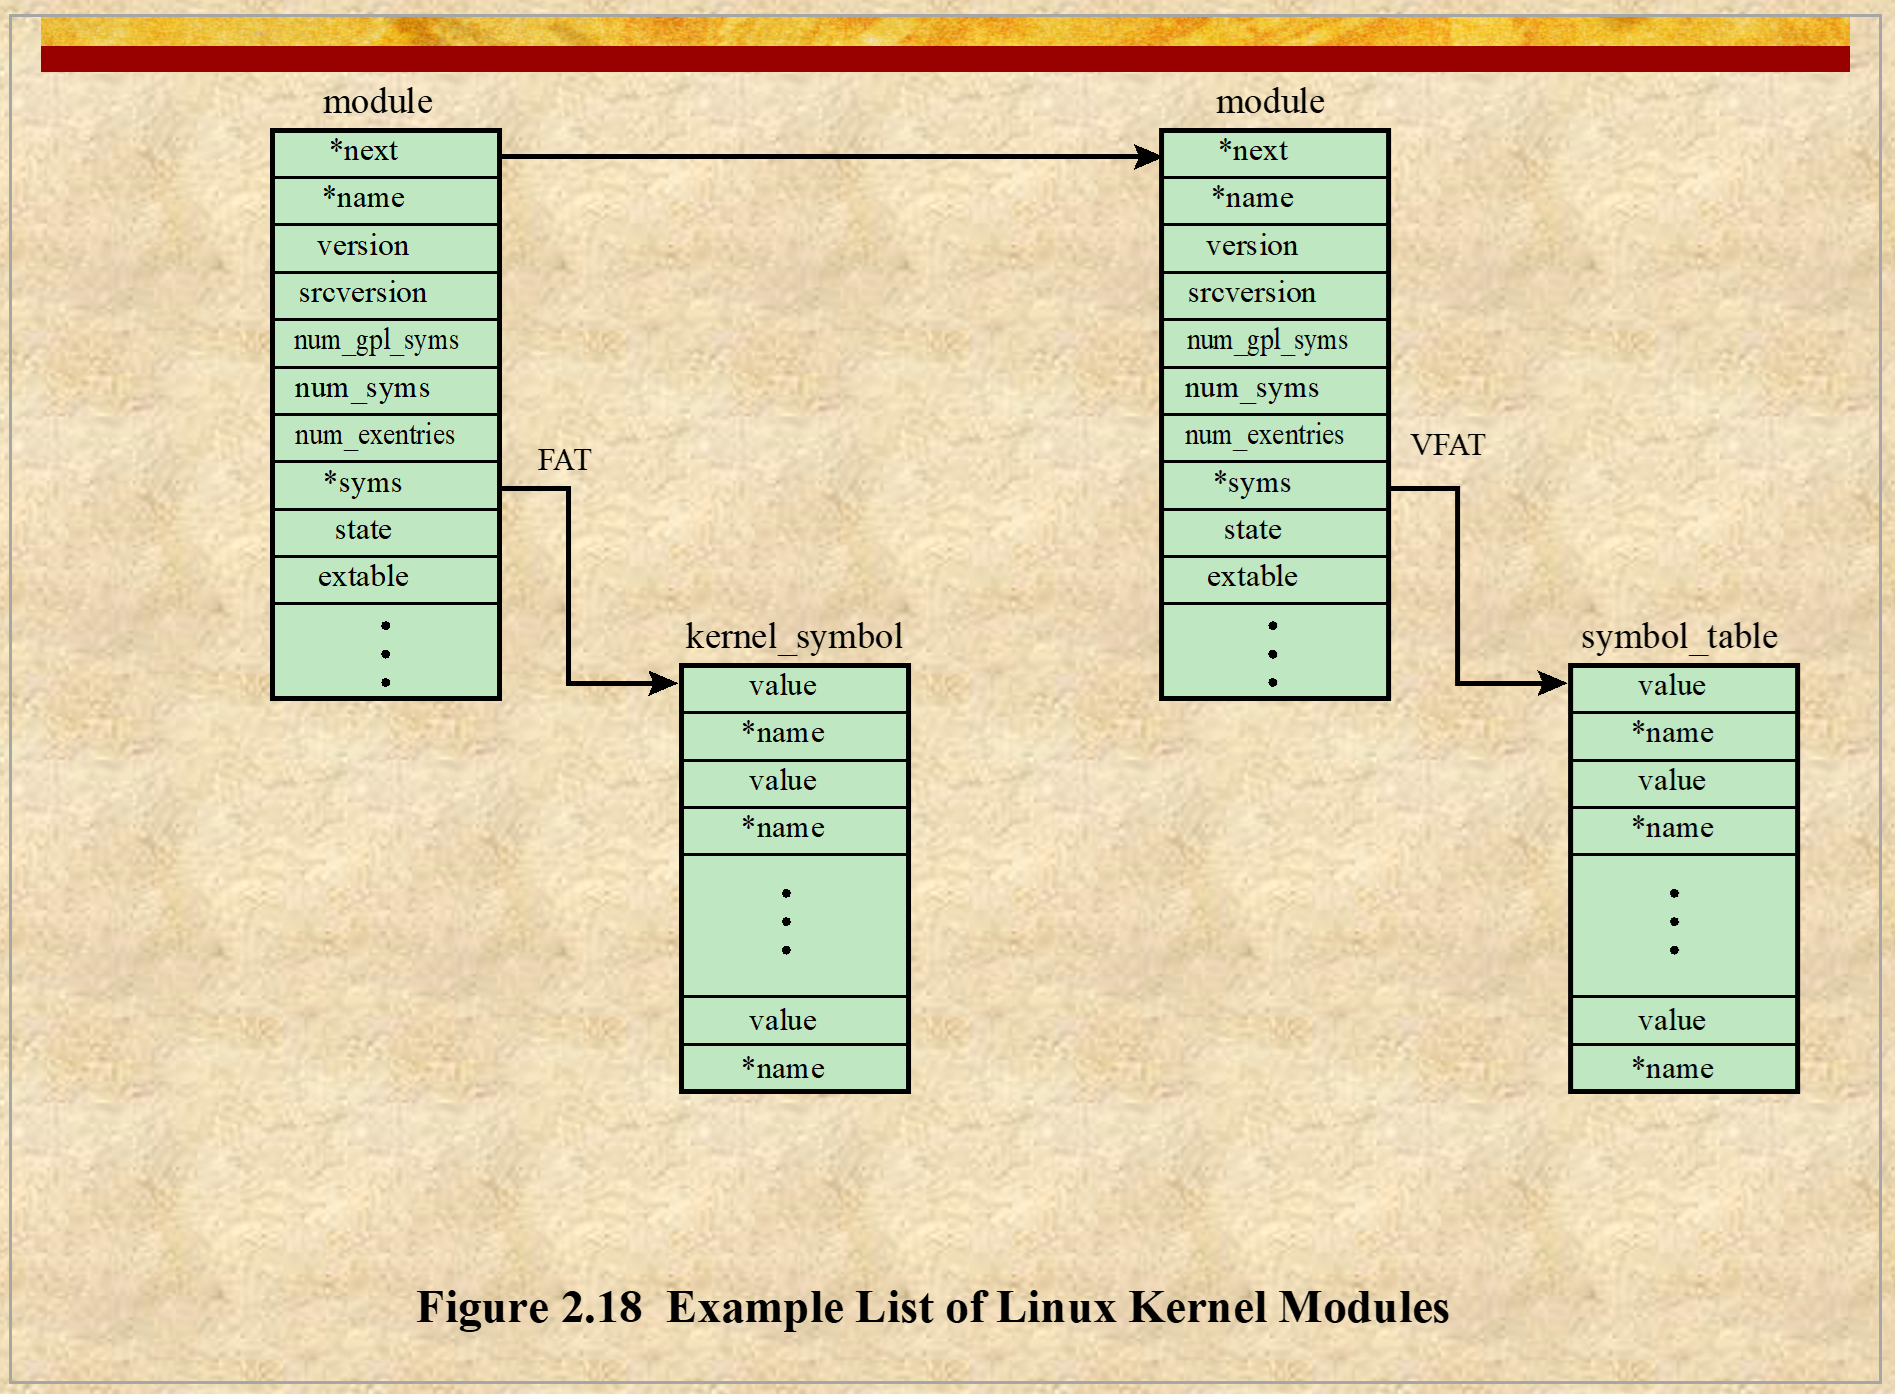 module
*next
*name
version
srcversion
num_gpl_syms
num_syms
num_exentries
*syms
state
extable
FAT
kernel_symbol
value
*name
value
*name
value
*name
module
*next
*name
version
srcversion
num_gpl_syms
num_syms
num_exentries
*syms
state
extable
VFAT
symbol_table
value
*name
value
*name
value
*name
Figure 2.18 Example List of Linux Kernel Modules